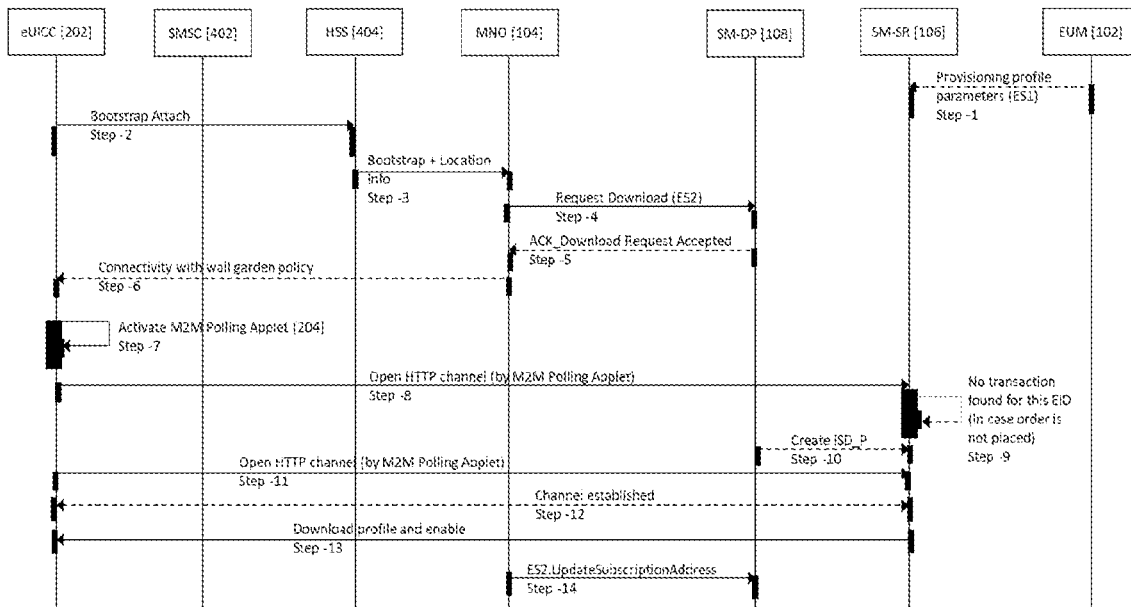 eUICC [202] SMSC [402] HSS [404] MNO [104] SM-DP [108] SM-SR [106] EUM [102]
Provisioning profile
parameters (ES1)
Step -1
Bootstrap Attach
Step -2
Bootstrap + Location
Info
Step -3
Request Download (ES2)
Step -4
ACK_Download Request Accepted
Step -5
Connectivity with wall garden policy
Step -6
Activate M2M Polling Applet [204]
Step -7
Open HTTP channel (by M2M Polling Applet)
Step -8
No transaction
found for this EID
(in case order is
not placed)
Step -9
Create ISD_P
Step -10
Open HTTP channel (by M2M Polling Applet)
Step -11
Channel established
Step -12
Download profile and enable
Step -13
ES2.UpdateSubscriptionAddress
Step -14